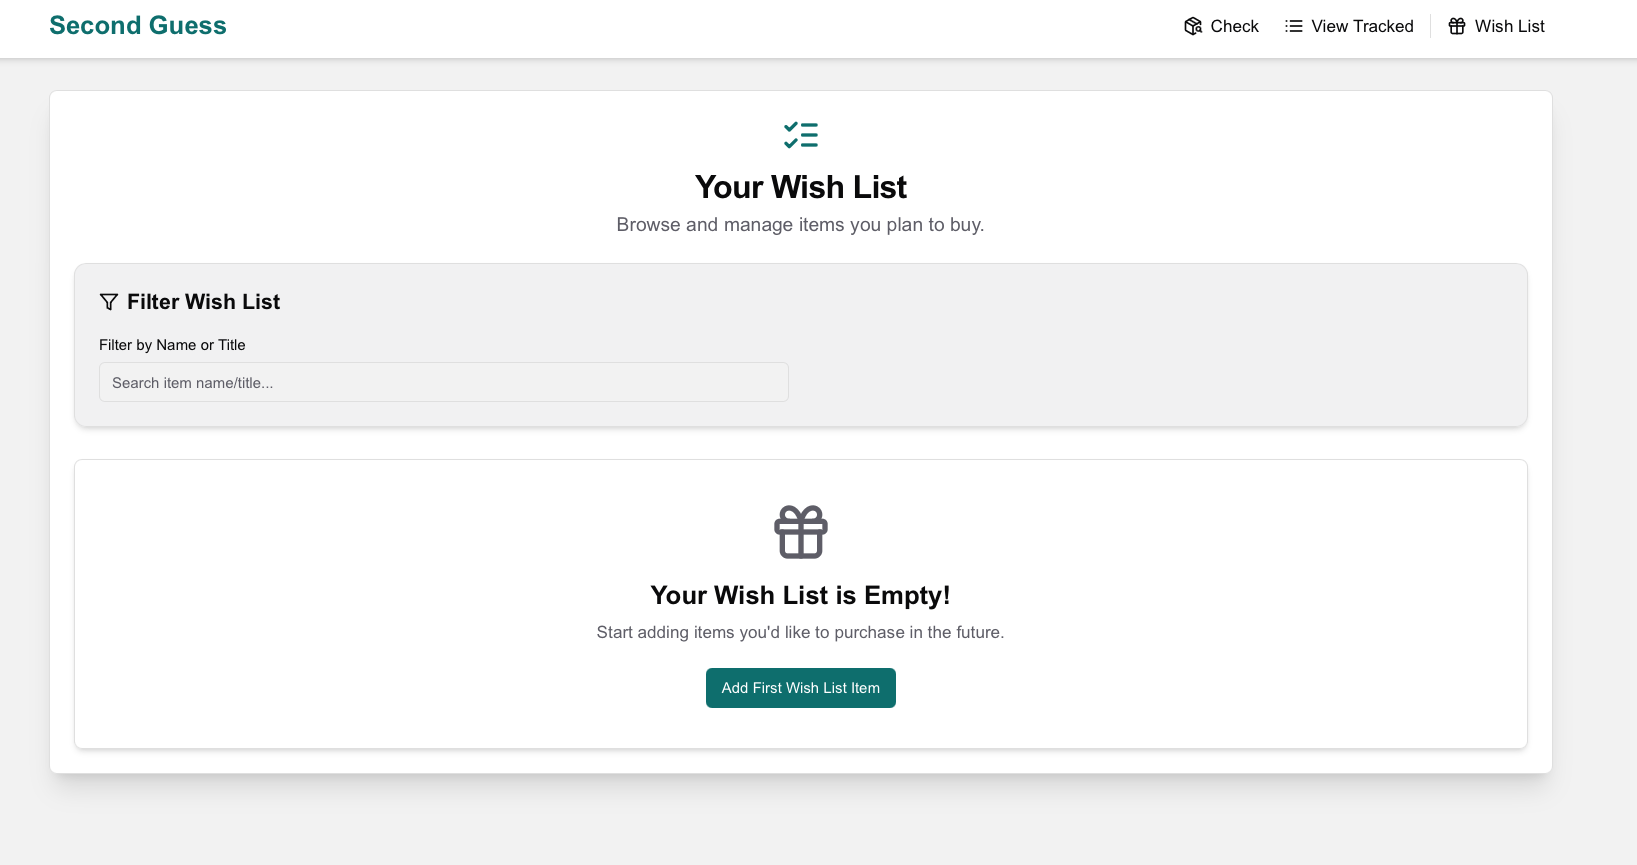 Second Guess
Check
View Tracked
Wish List
Your Wish List
Browse and manage items you plan to buy.
Filter Wish List
Filter by Name or Title
Search item name/title...
Your Wish List is Empty!
Start adding items you'd like to purchase in the future.
Add First Wish List Item